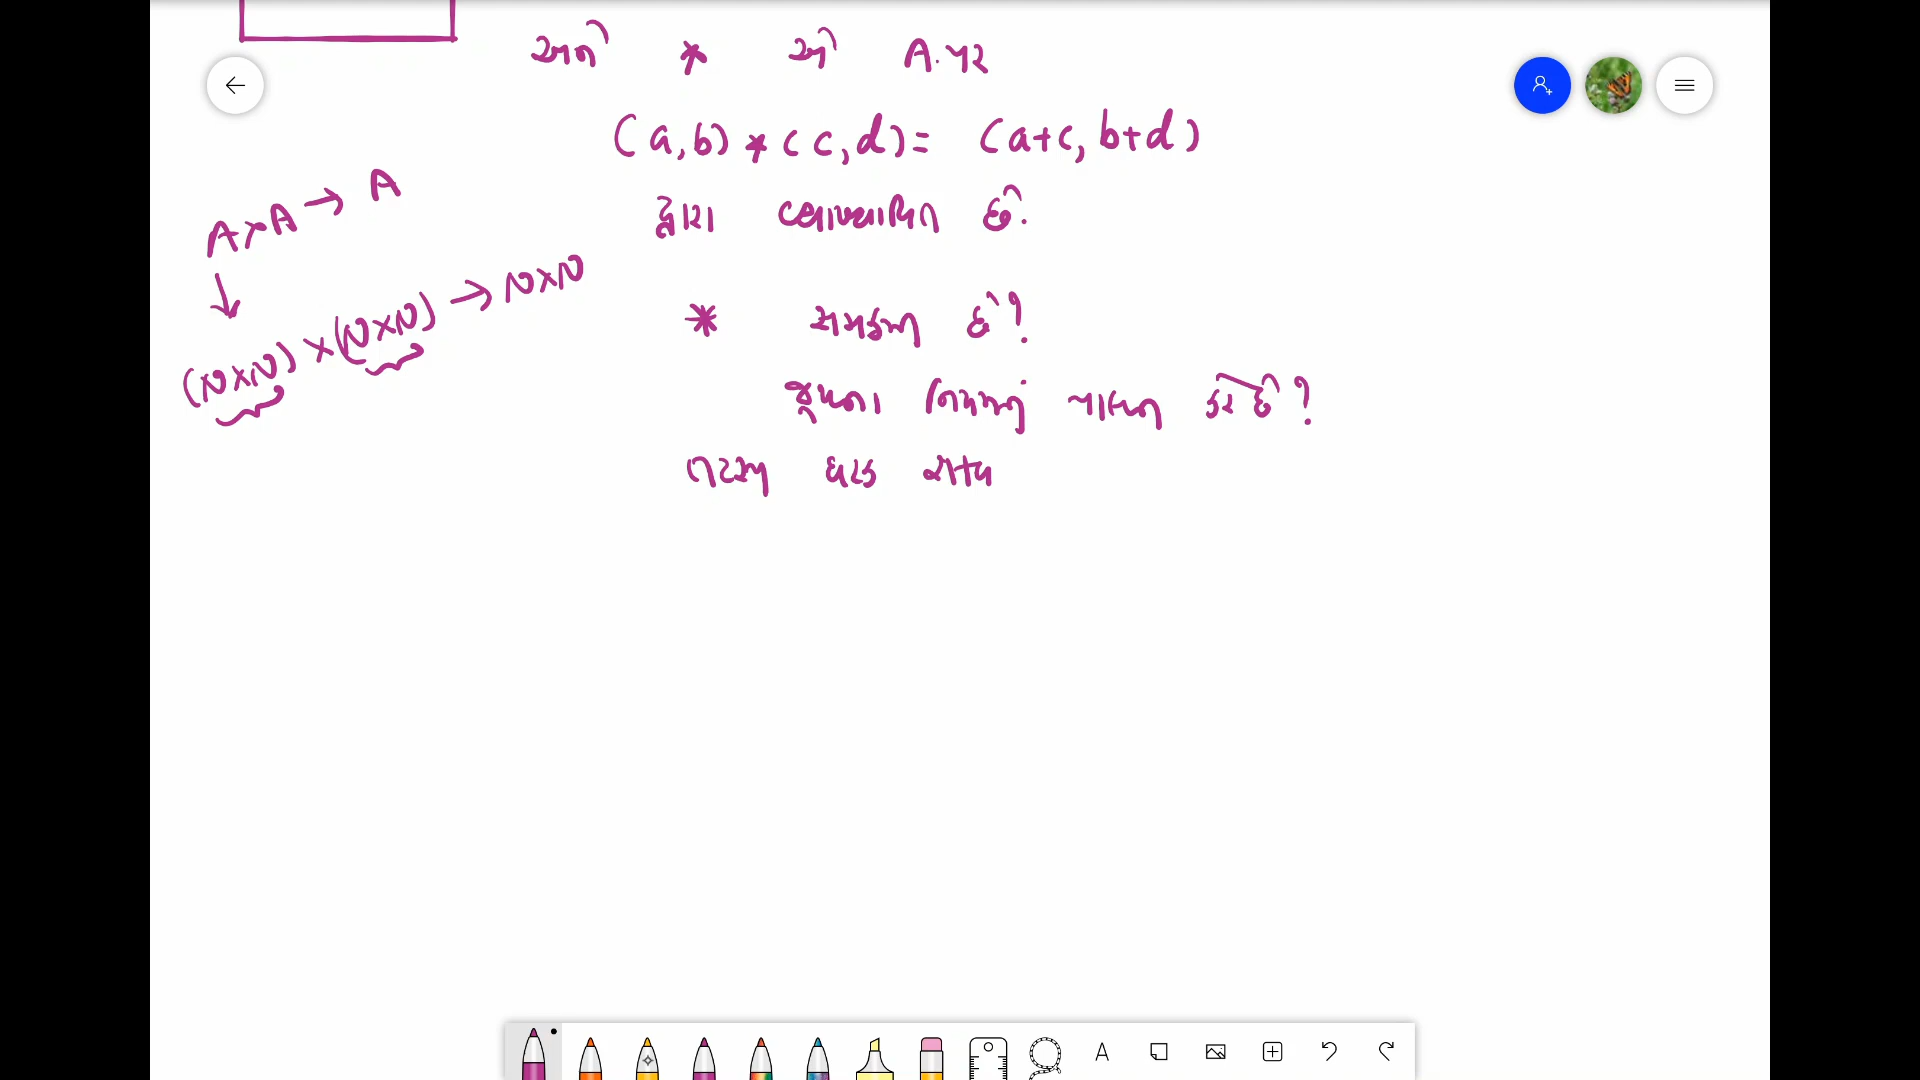 અને * એ A પર
(a,b) * (c,d) = (a+c, b+d)
દ્વારા વ્યાખ્યાયિત છે.
A×A → A
↓
(N×N) × (N×N) → N×N
* સમક્રમી છે?
જૂથના નિયમનું પાલન કરે છે?
તટસ્થ ઘટક
A